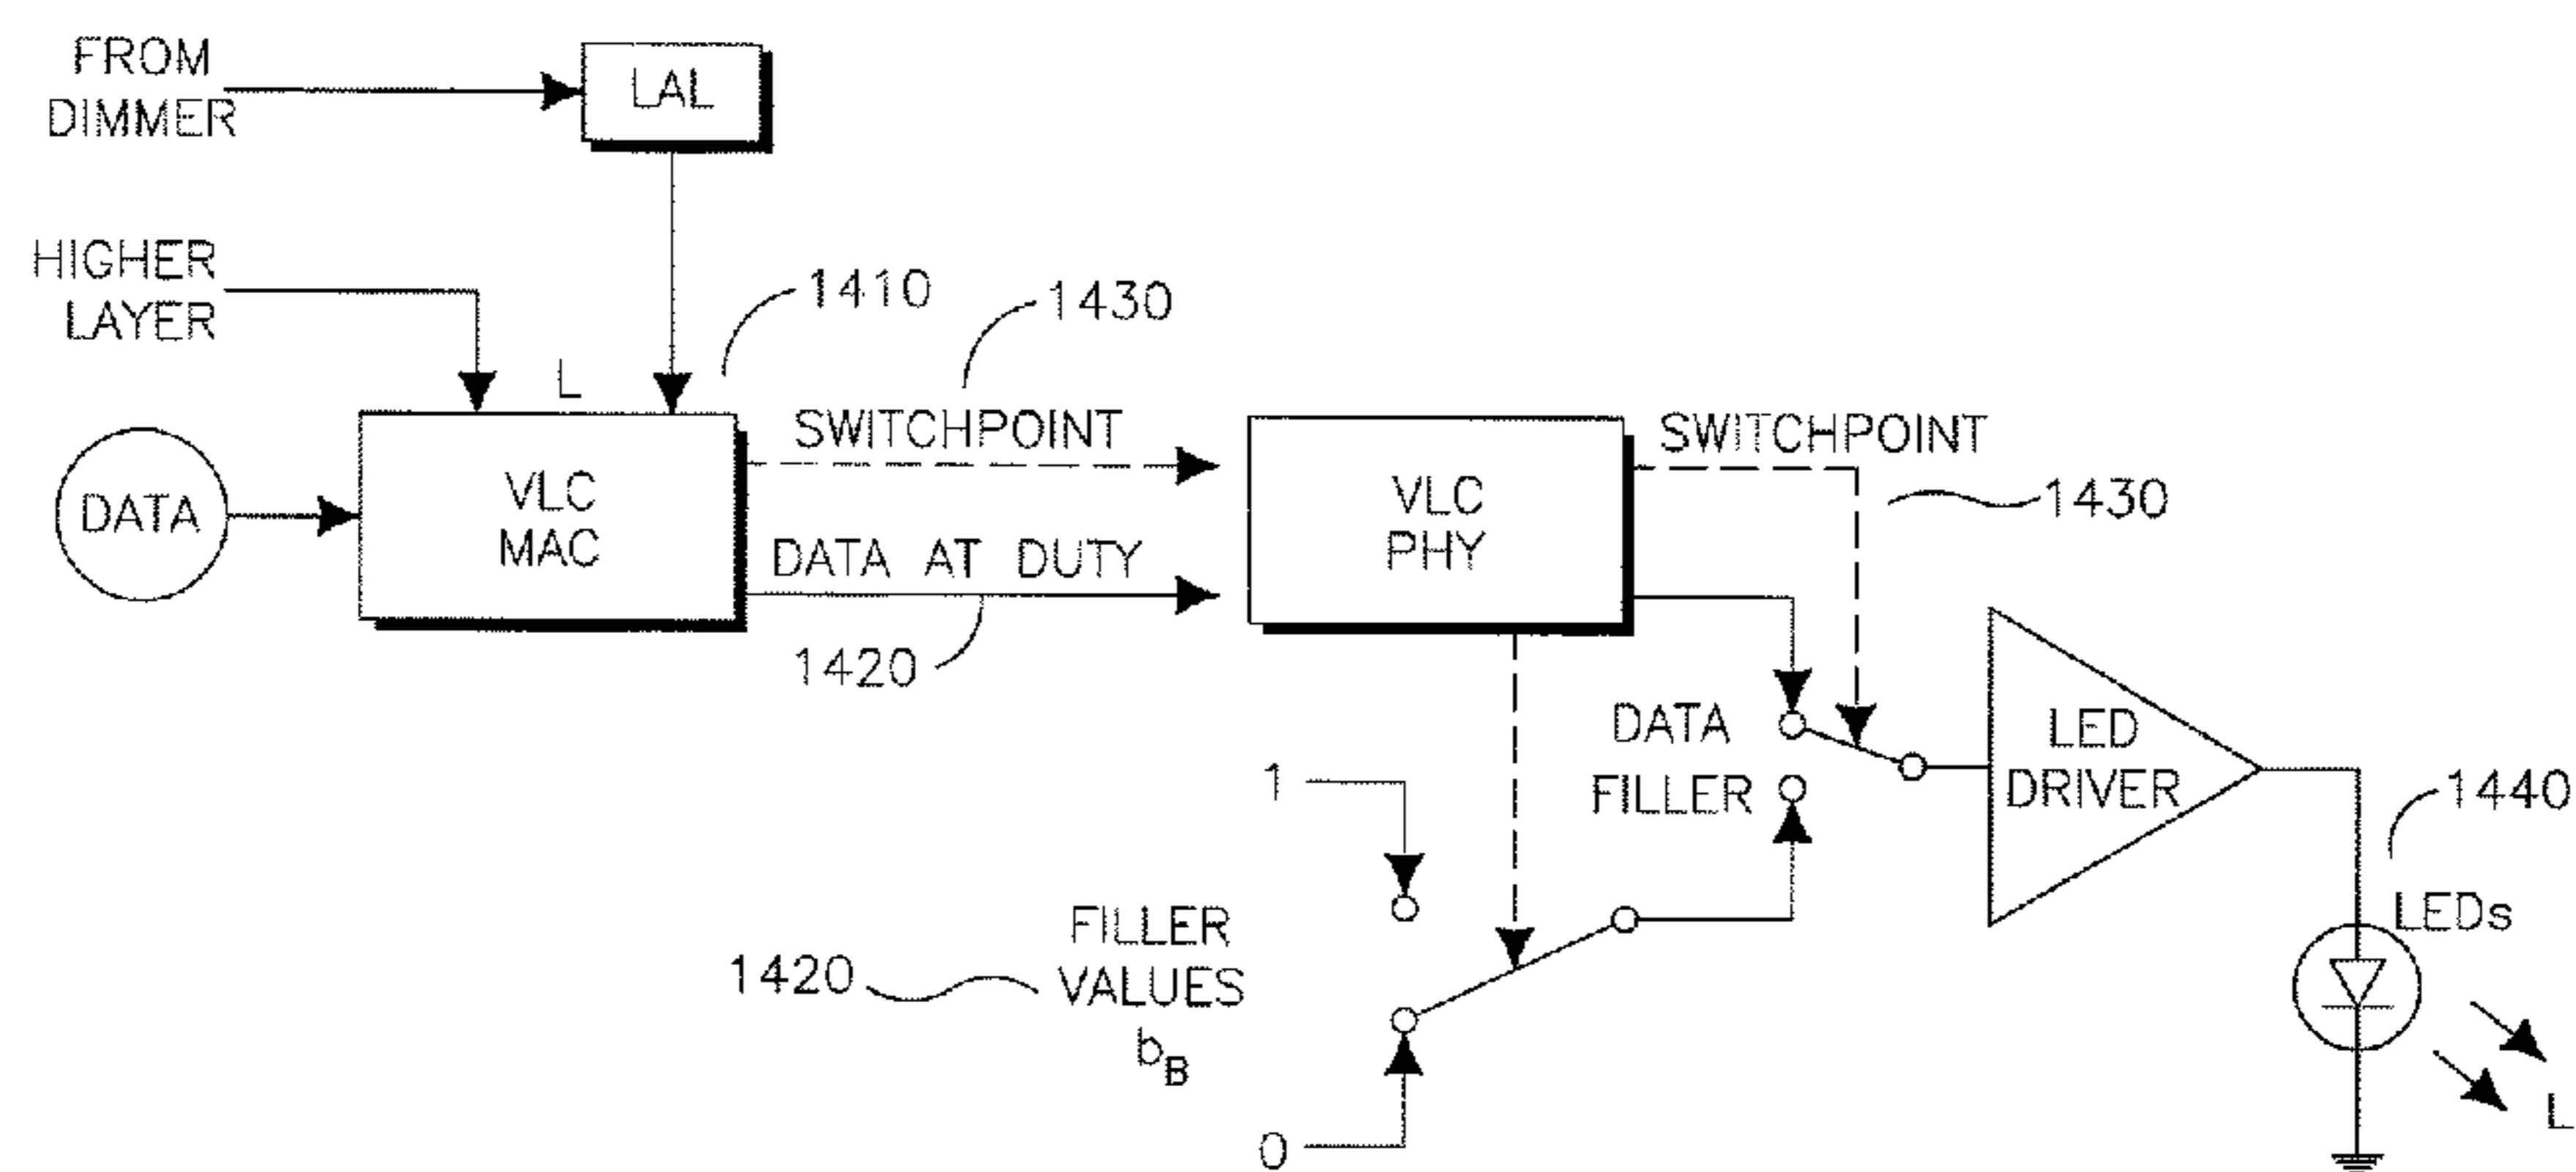 FROM
DIMMER
LAL
HIGHER
LAYER
L
1410
1430
SWITCHPOINT
DATA
VLC
MAC
DATA AT DUTY
1420
VLC
PHY
SWITCHPOINT
1430
DATA
FILLER
LED
DRIVER
1440
LEDs
1
FILLER
VALUES
b_B
1420
0
L